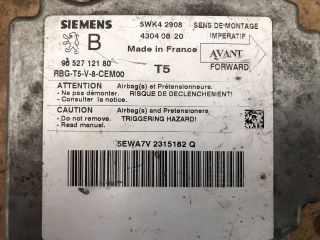 SIEMENS
5WK4 2908
SENS DE MONTAGE
B
4304 08 20
IMPERATIF
Made in France
AVANT
96 527 121 80
T5
FORWARD
RBG-T5-V-8-CEM00
ATTENTION
Airbag(s) et Prétensionneurs.
- Ne pas démonter.
RISQUE DE DECLENCHEMENT!
- Lire la notice.
CAUTION
Airbag(s) and Pretensioners
- Do not remove.
TRIGGERING HAZARD!
- Read manual.
5EWA7V 2315182 Q